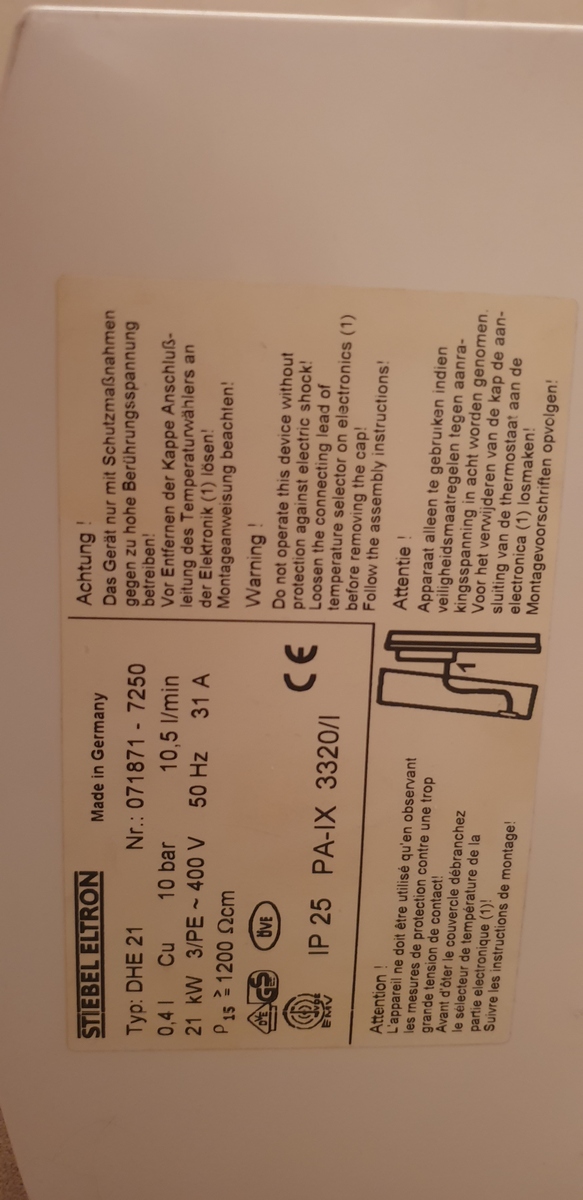 STIEBEL ELTRON Made in Germany
Typ: DHE 21 Nr.: 071871 - 7250
0,4 l Cu 10 bar 10,5 l/min
21 kW 3/PE ~ 400 V 50 Hz 31 A
ρ15 ≥ 1200 Ωcm
VDE GS ÖVE
VDE EMV IP 25 PA-IX 3320/I CE
Achtung !
Das Gerät nur mit Schutzmaßnahmen
gegen zu hohe Berührungsspannung
betreiben!
Vor Entfernen der Kappe Anschluß-
leitung des Temperaturwählers an
der Elektronik (1) lösen!
Montageanweisung beachten!
Warning !
Do not operate this device without
protection against electric shock!
Loosen the connecting lead of
temperature selector on electronics (1)
before removing the cap!
Follow the assembly instructions!
Attention !
L'appareil ne doit être utilisé qu'en observant
les mesures de protection contre une trop
grande tension de contact!
Avant d'ôter le couvercle débranchez
le sélecteur de température de la
partie electronique (1)!
Suivre les instructions de montage!
1
Attentie !
Apparaat alleen te gebruiken indien
veiligheidsmaatregelen tegen aanra-
kingsspanning in acht worden genomen.
Voor het verwijderen van de kap de aan-
sluiting van de thermostaat aan de
electronica (1) losmaken!
Montagevoorschriften opvolgen!